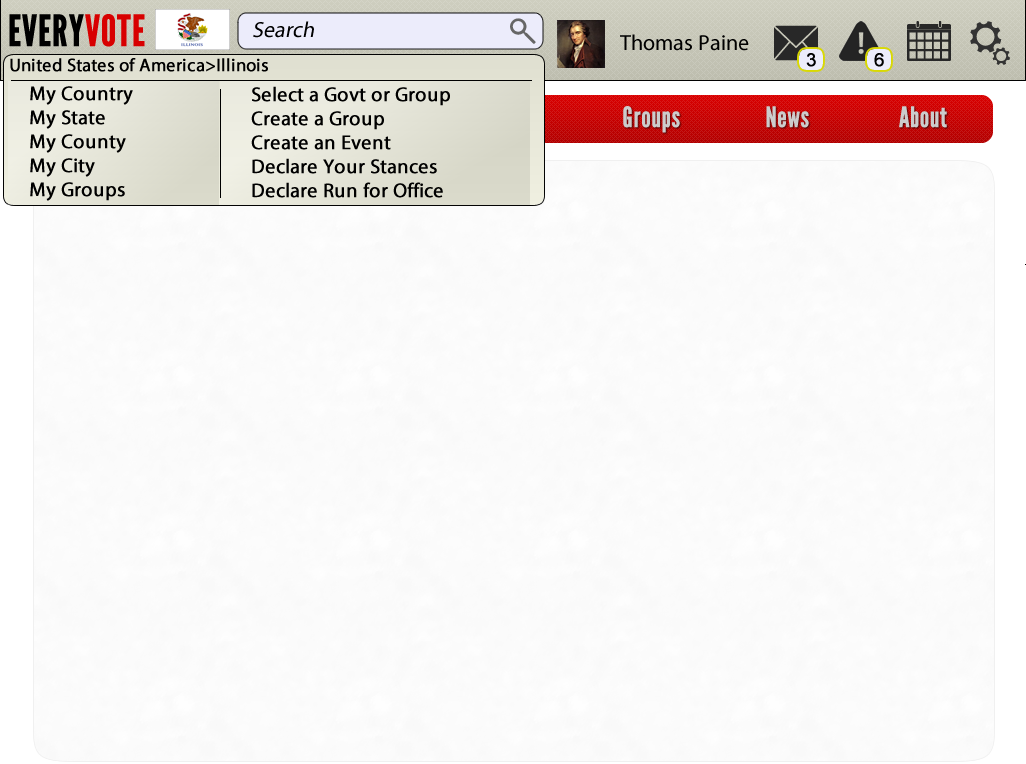 EVERYVOTE
ILLINOIS
Search
Thomas Paine
3
6
United States of America>Illinois
My Country
My State
My County
My City
My Groups
Select a Govt or Group
Create a Group
Create an Event
Declare Your Stances
Declare Run for Office
Groups
News
About